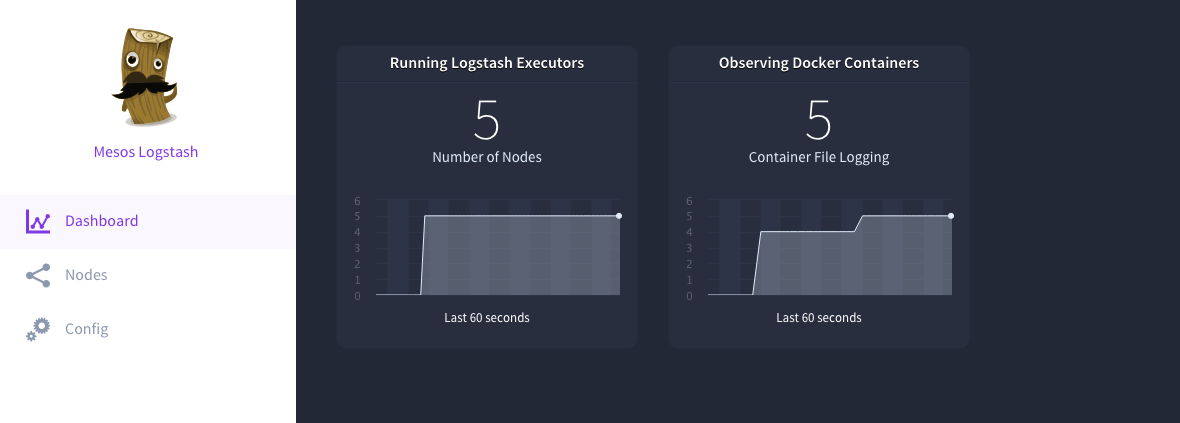 Mesos Logstash
Dashboard
Nodes
Config
Running Logstash Executors
5
Number of Nodes
6
5
4
3
2
1
0
Last 60 seconds
Observing Docker Containers
5
Container File Logging
6
5
4
3
2
1
0
Last 60 seconds